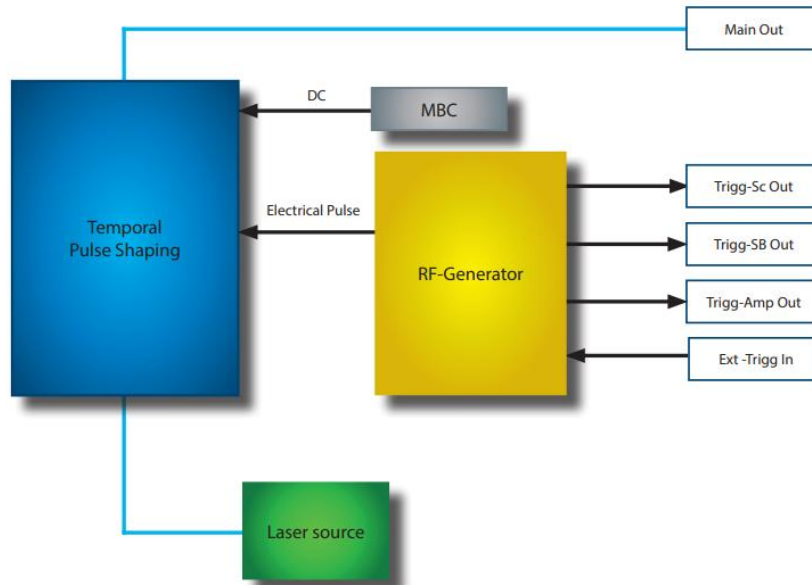 Main Out
DC
MBC
Trigg-Sc Out
Electrical Pulse
Temporal
Pulse Shaping
Trigg-SB Out
RF-Generator
Trigg-Amp Out
Ext -Trigg In
Laser source